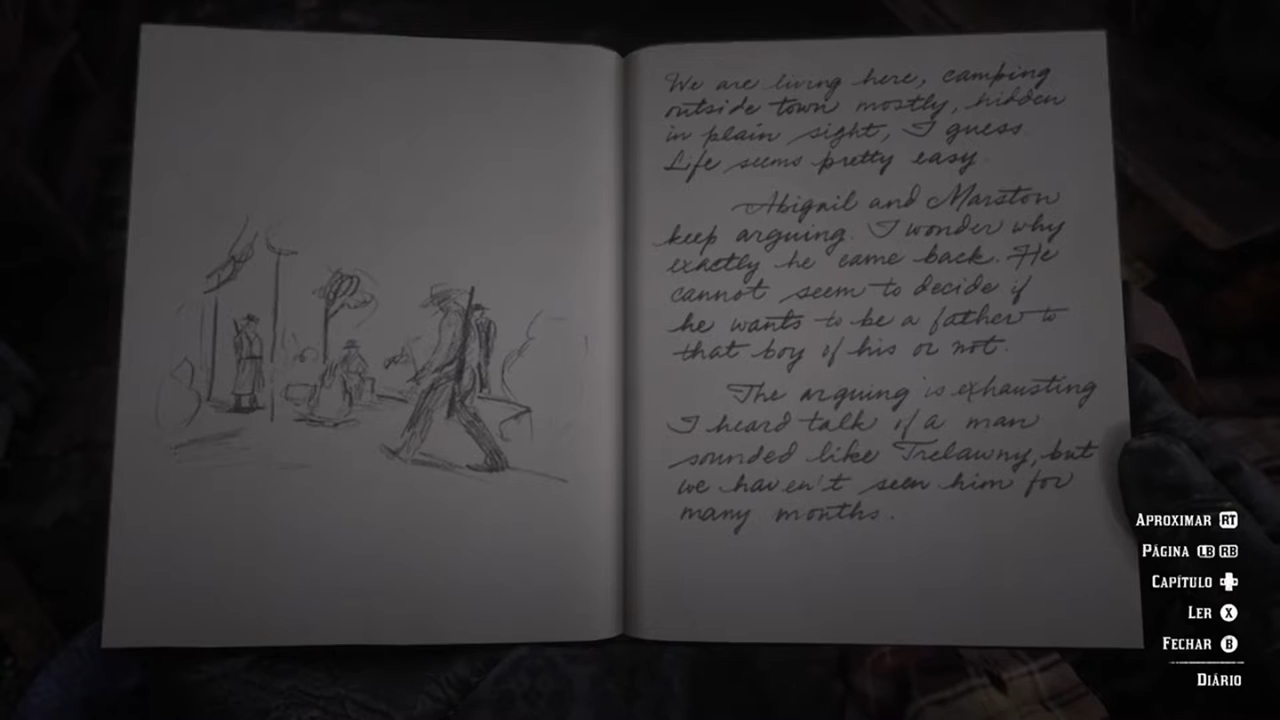 We are living here, camping
outside town mostly, hidden
in plain sight, I guess
Life seems pretty easy
Abigail and Marston
keep arguing. I wonder why
exactly he came back. He
cannot seem to decide if
he wants to be a father to
that boy of his or not.
The arguing is exhausting
I heard talk of a man
sounded like Trelawny, but
we haven't seen him for
many months.
APROXIMAR RT
PÁGINA LB RB
CAPÍTULO
LER X
FECHAR B
DIÁRIO